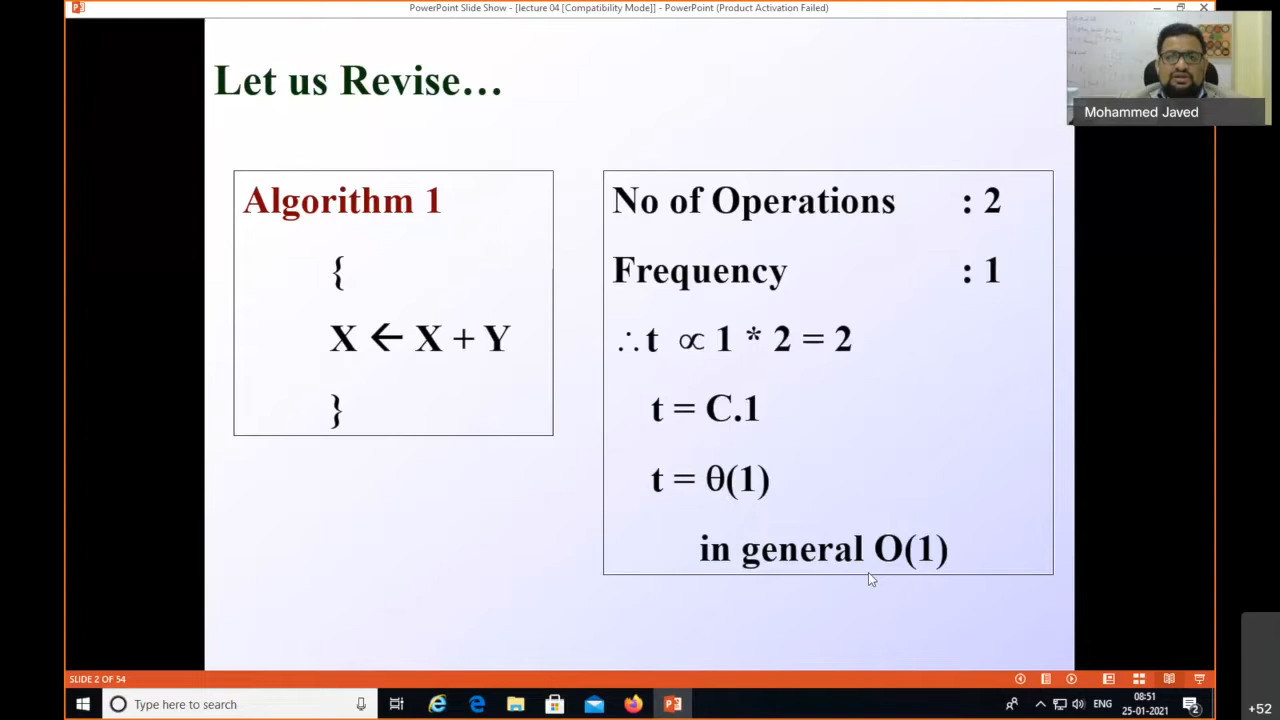 PowerPoint Slide Show - [lecture 04 [Compatibility Mode]] - PowerPoint (Product Activation Failed)
Mohammed Javed
Let us Revise…
Algorithm 1
{
X ← X + Y
}
No of Operations : 2
Frequency : 1
∴t ∝ 1 * 2 = 2
t = C.1
t = θ(1)
in general O(1)
SLIDE 2 OF 54
Type here to search
ENG
08:51
25-01-2021
2
+52